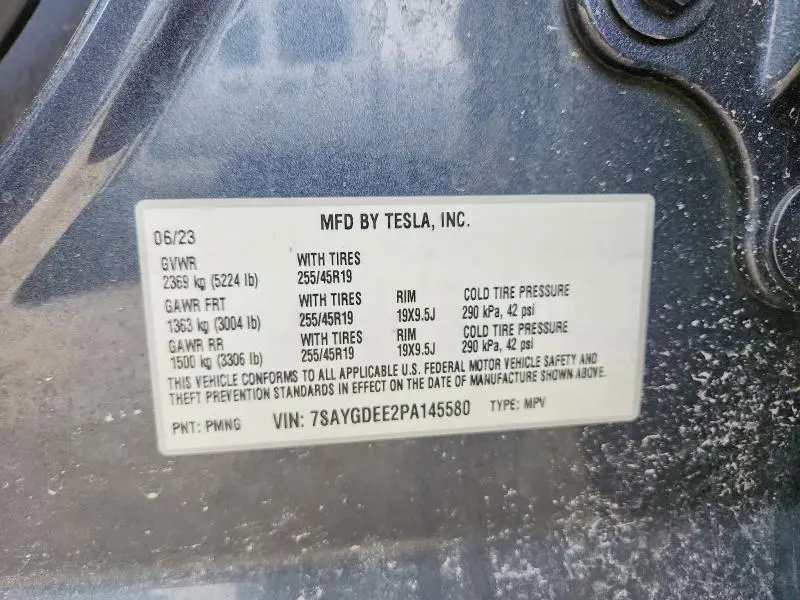 MFD BY TESLA, INC.
06/23
GVWR WITH TIRES
2369 kg (5224 lb) 255/45R19
GAWR FRT WITH TIRES RIM COLD TIRE PRESSURE
1363 kg (3004 lb) 255/45R19 19X9.5J 290 kPa, 42 psi
GAWR RR WITH TIRES RIM COLD TIRE PRESSURE
1500 kg (3306 lb) 255/45R19 19X9.5J 290 kPa, 42 psi
THIS VEHICLE CONFORMS TO ALL APPLICABLE U.S. FEDERAL MOTOR VEHICLE SAFETY AND
THEFT PREVENTION STANDARDS IN EFFECT ON THE DATE OF MANUFACTURE SHOWN ABOVE.
PNT: PMNG VIN: 7SAYGDEE2PA145580 TYPE: MPV